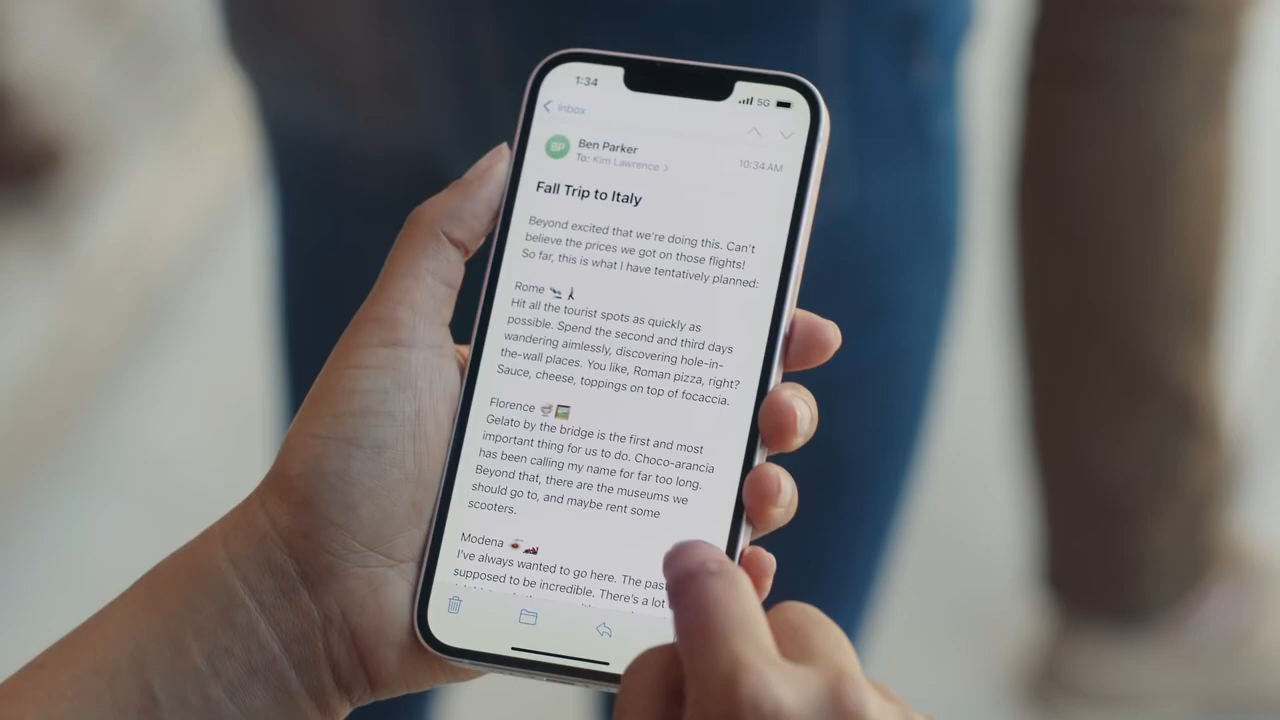 1:34
5G
Inbox
BP
Ben Parker
10:34 AM
To: Kim Lawrence
Fall Trip to Italy
Beyond excited that we're doing this. Can't
believe the prices we got on those flights!
So far, this is what I have tentatively planned:
Rome
Hit all the tourist spots as quickly as
possible. Spend the second and third days
wandering aimlessly, discovering hole-in-
the-wall places. You like, Roman pizza, right?
Sauce, cheese, toppings on top of focaccia.
Florence
Gelato by the bridge is the first and most
important thing for us to do. Choco-arancia
has been calling my name for far too long.
Beyond that, there are the museums we
should go to, and maybe rent some
scooters.
Modena
I've always wanted to go here. The
supposed to be incredible. There's a lot